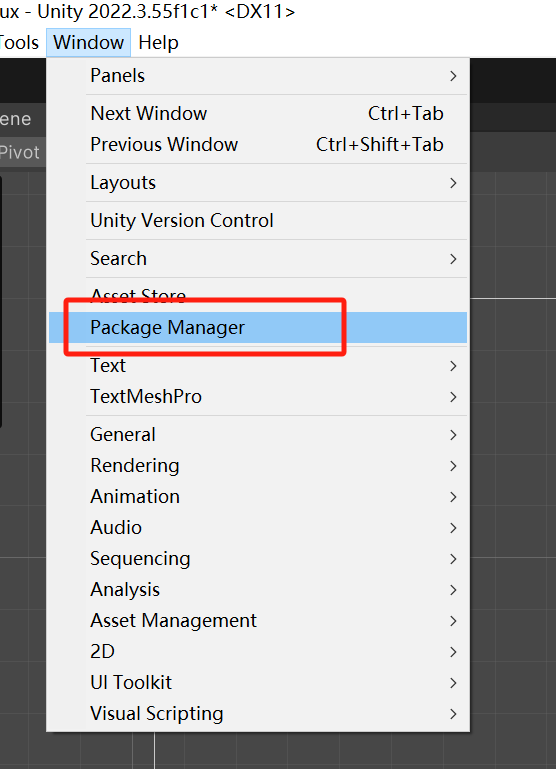 ux - Unity 2022.3.55f1c1* <DX11>
Tools Window Help
Panels
ene
Next Window Ctrl+Tab
Previous Window Ctrl+Shift+Tab
Pivot
Layouts
Unity Version Control
Search
Asset Store
Package Manager
Text
TextMeshPro
General
Rendering
Animation
Audio
Sequencing
Analysis
Asset Management
2D
UI Toolkit
Visual Scripting